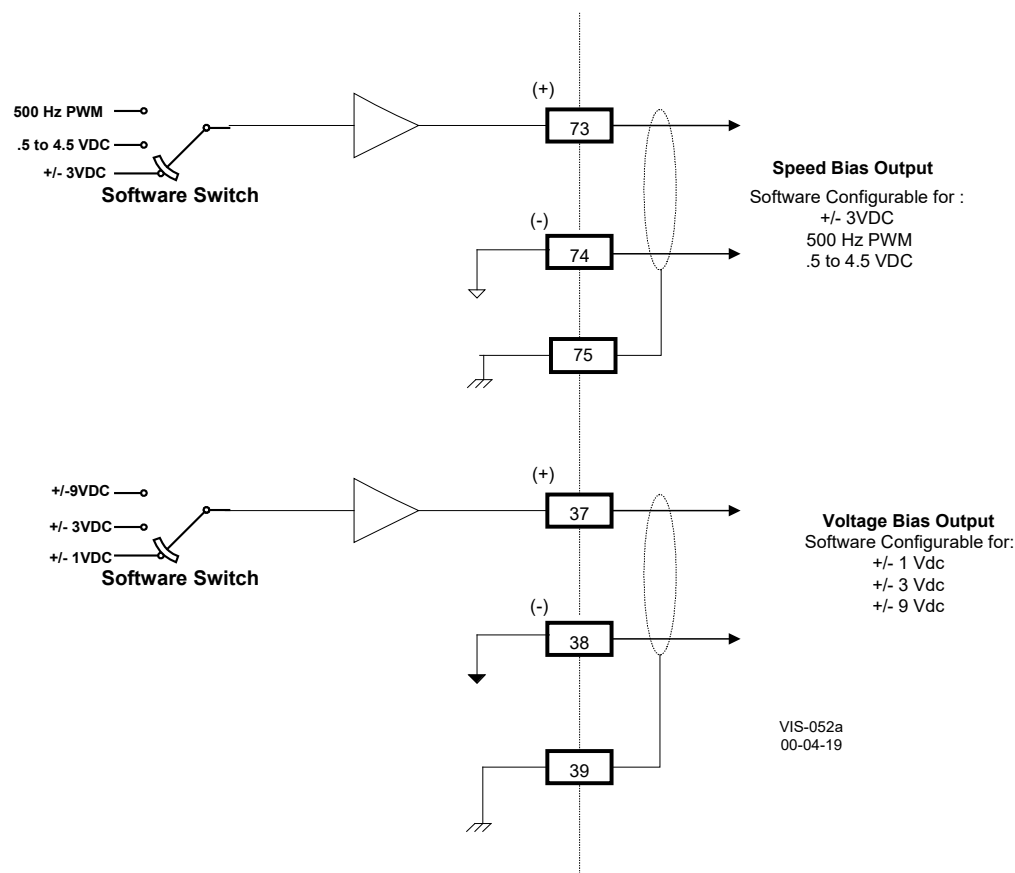 (+)
500 Hz PWM
73
.5 to 4.5 VDC
+/- 3VDC
Software Switch
Speed Bias Output
Software Configurable for :
+/- 3VDC
500 Hz PWM
.5 to 4.5 VDC
(-)
74
75
(+)
+/-9VDC
37
+/- 3VDC
+/- 1VDC
Software Switch
Voltage Bias Output
Software Configurable for:
+/- 1 Vdc
+/- 3 Vdc
+/- 9 Vdc
(-)
38
VIS-052a
00-04-19
39